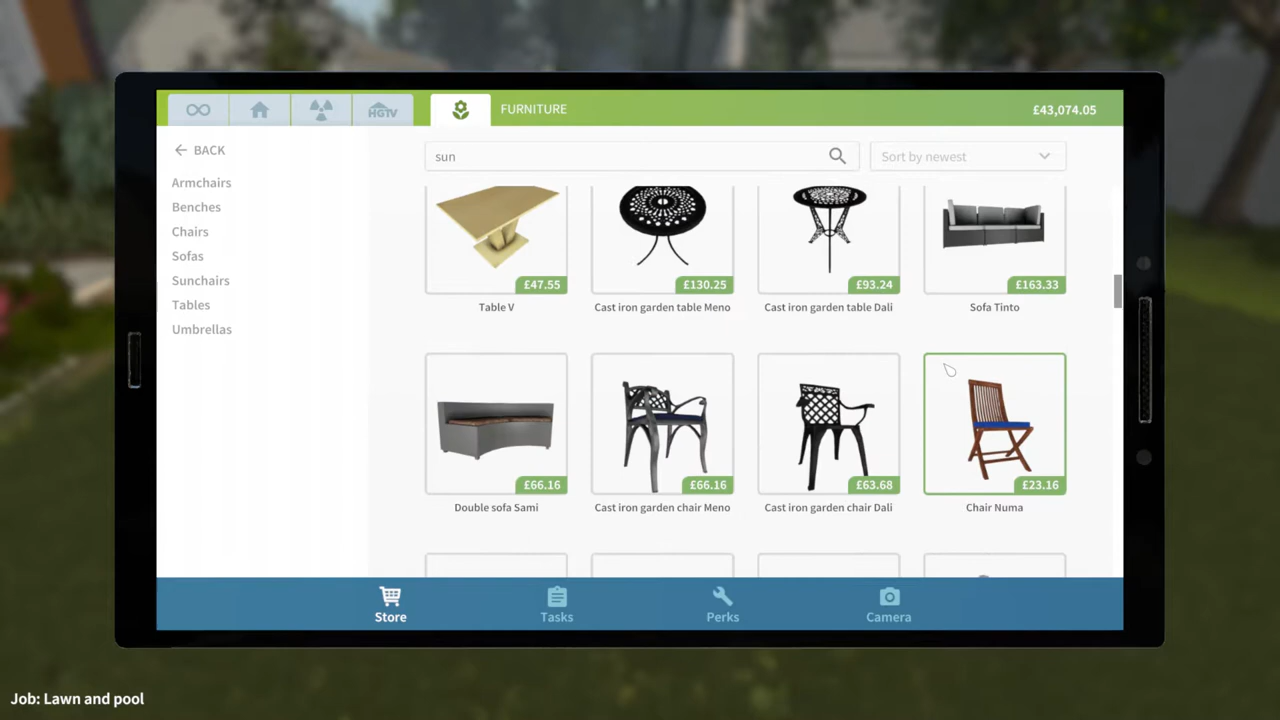 HGTV
FURNITURE
£43,074.05
BACK
sun
Sort by newest
Armchairs
Benches
Chairs
Sofas
Sunchairs
Tables
Umbrellas
£47.55
£130.25
£93.24
£163.33
Table V
Cast iron garden table Meno
Cast iron garden table Dali
Sofa Tinto
£66.16
£66.16
£63.68
£23.16
Double sofa Sami
Cast iron garden chair Meno
Cast iron garden chair Dali
Chair Numa
Store
Tasks
Perks
Camera
Job: Lawn and pool